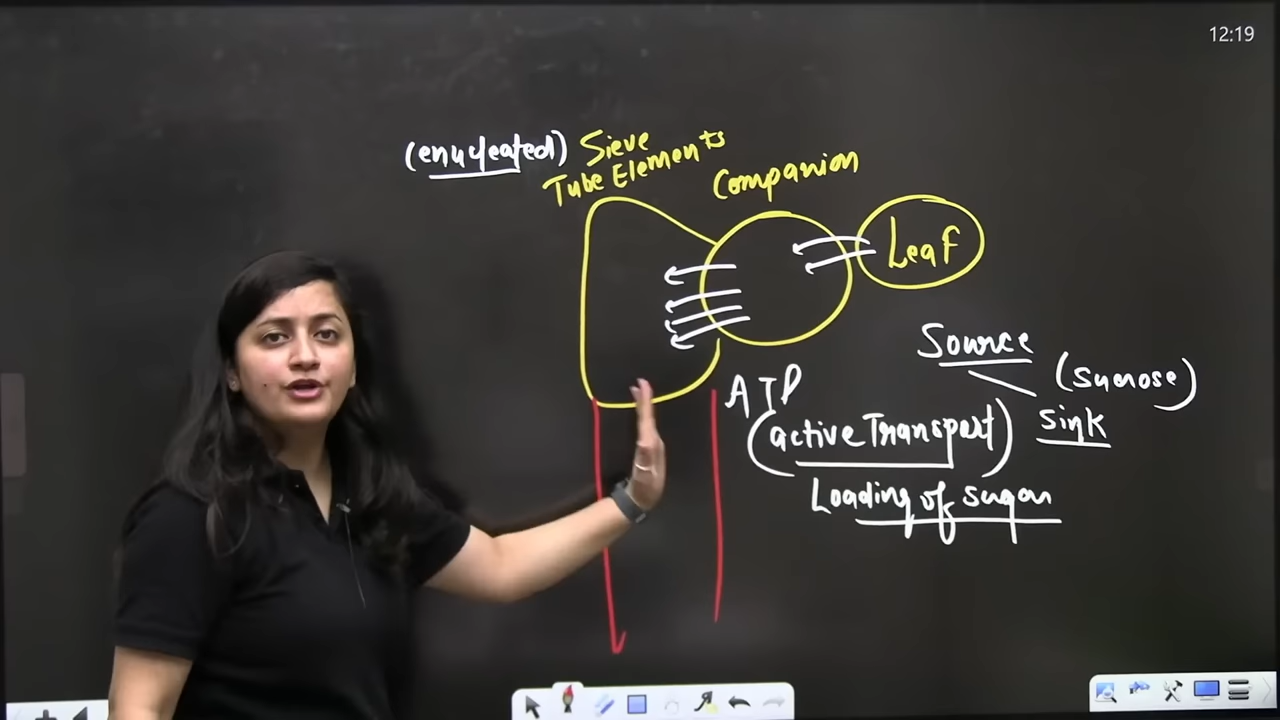 12:19
(enucleated) Sieve
Tube Elements
Companion
Leaf
Source
(Sucrose)
Sink
ATP
(active Transport)
Loading of sugar